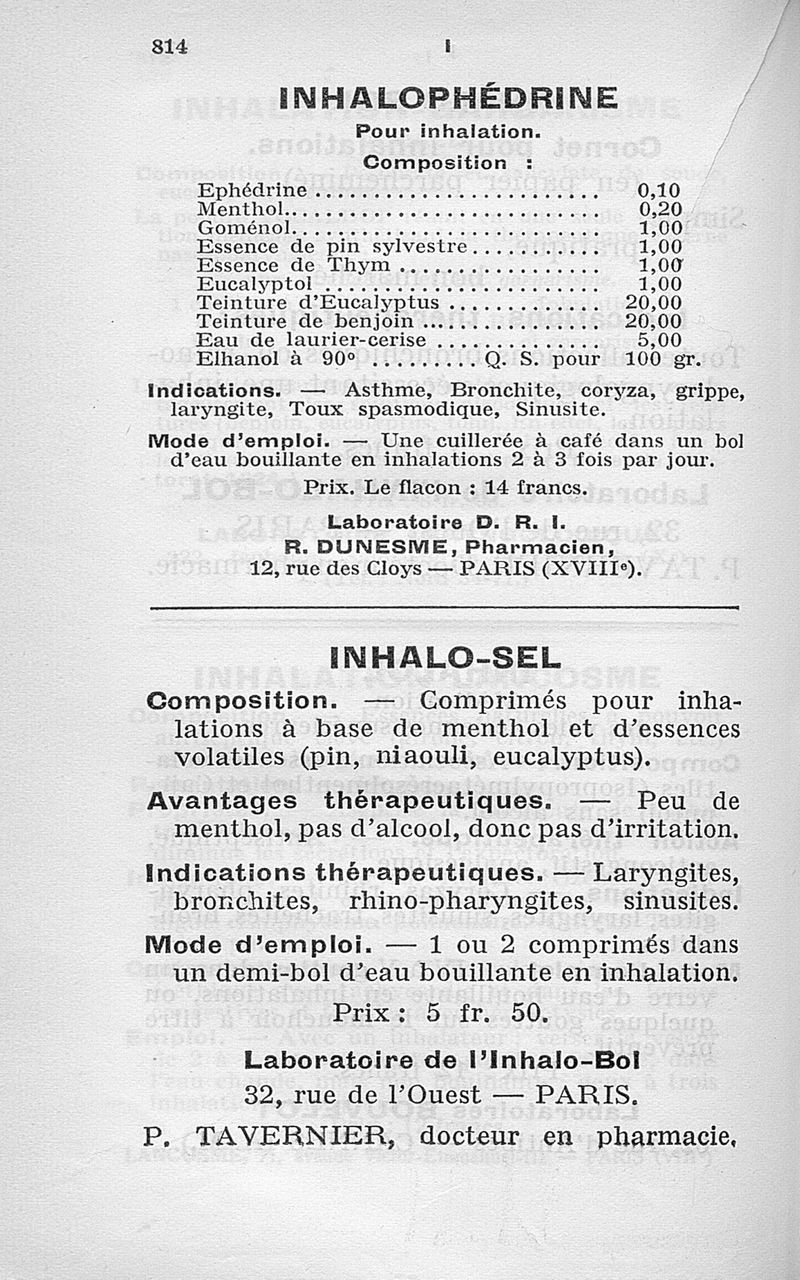 814
I
INHALOPHÉDRINE
Pour inhalation.
Composition :
Ephédrine ........................ 0,10
Menthol........................... 0,20
Goménol........................... 1,00
Essence de pin sylvestre........... 1,00
Essence de Thym ................. 1,00
Eucalyptol ........................ 1,00
Teinture d'Eucalyptus ............. 20,00
Teinture de benjoin ............... 20,00
Eau de laurier-cerise .............. 5,00
Elhanol à 90° ......... Q. S. pour 100 gr.
Indications. — Asthme, Bronchite, coryza, grippe,
laryngite, Toux spasmodique, Sinusite.
Mode d'emploi. — Une cuillerée à café dans un bol
d'eau bouillante en inhalations 2 à 3 fois par jour.
Prix. Le flacon : 14 francs.
Laboratoire D. R. I.
R. DUNESME, Pharmacien,
12, rue des Cloys — PARIS (XVIIIe).
INHALO-SEL
Composition. — Comprimés pour inha-
lations à base de menthol et d'essences
volatiles (pin, niaouli, eucalyptus).
Avantages thérapeutiques. — Peu de
menthol, pas d'alcool, donc pas d'irritation.
Indications thérapeutiques. — Laryngites,
bronchites, rhino-pharyngites, sinusites.
Mode d'emploi. — 1 ou 2 comprimés dans
un demi-bol d'eau bouillante en inhalation.
Prix : 5 fr. 50.
Laboratoire de l'Inhalo-Bol
32, rue de l'Ouest — PARIS.
P. TAVERNIER, docteur en pharmacie.